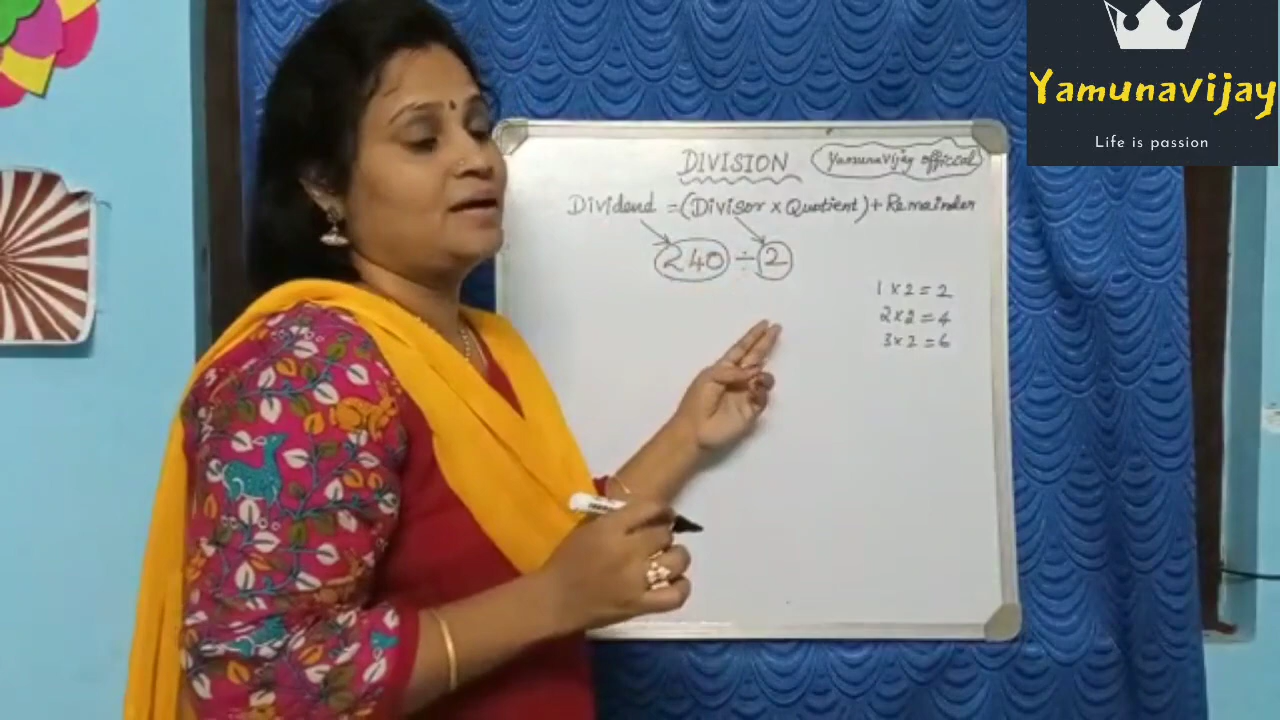 Yamunavijay
Life is passion
DIVISION
Yamunavijay official
Dividend = (Divisor × Quotient) + Remainder
240 ÷ 2
1 × 2 = 2
2 × 2 = 4
3 × 2 = 6